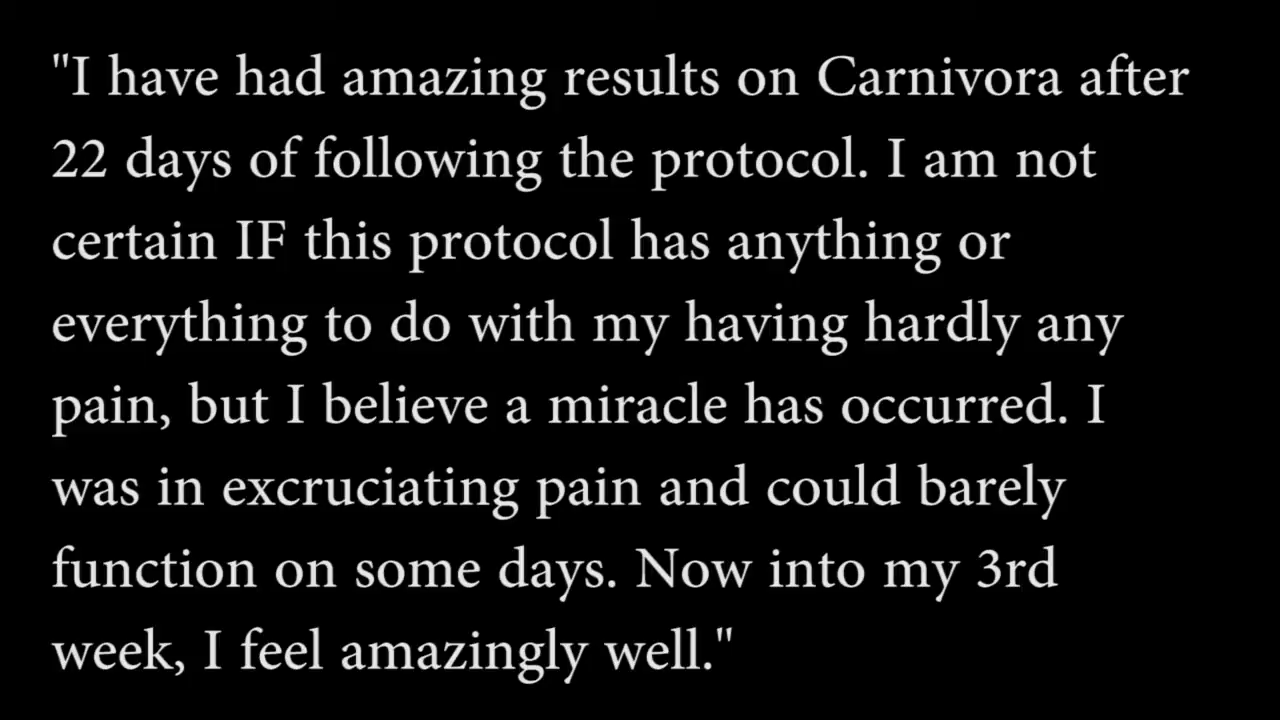 "I have had amazing results on Carnivora after
22 days of following the protocol. I am not
certain IF this protocol has anything or
everything to do with my having hardly any
pain, but I believe a miracle has occurred. I
was in excruciating pain and could barely
function on some days. Now into my 3rd
week, I feel amazingly well."